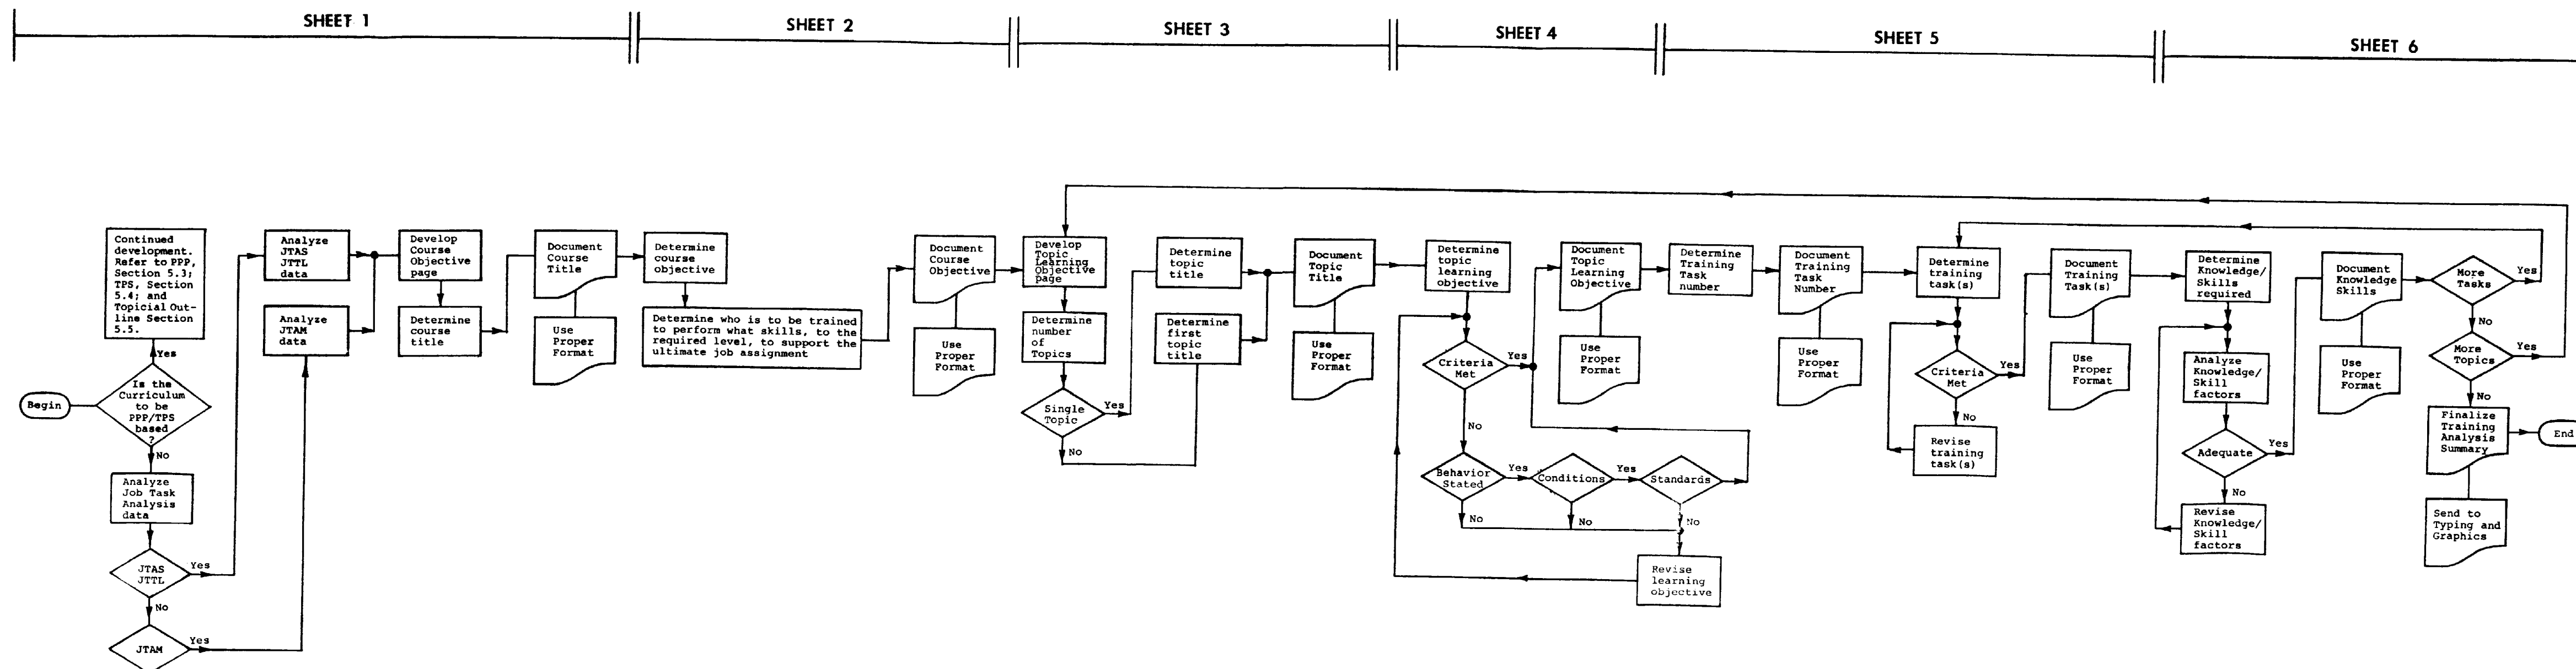 SHEET 1
SHEET 2
SHEET 3
SHEET 4
SHEET 5
SHEET 6
Begin
Continued
development.
Refer to PPP,
Section 5.3;
TPS, Section
5.4; and
Topicial Out-
line Section
5.5.
Yes
Is the
Curriculum
to be
PPP/TPS
based
?
No
Analyze
Job Task
Analysis
data
JTAS
JTTL
Yes
No
JTAM
Yes
Analyze
JTAS
JTTL
data
Analyze
JTAM
data
Develop
Course
Objective
page
Determine
course
title
Document
Course
Title
Use
Proper
Format
Determine
course
objective
Determine who is to be trained
to perform what skills, to the
required level, to support the
ultimate job assignment
Document
Course
Objective
Use
Proper
Format
Develop
Topic
Learning
Objective
page
Determine
number
of
Topics
Single
Topic
Yes
No
Determine
topic
title
Determine
first
topic
title
Document
Topic
Title
Use
Proper
Format
Determine
topic
learning
objective
Criteria
Met
Yes
No
Behavior
Stated
Yes
No
Conditions
Yes
No
Standards
No
Revise
learning
objective
Document
Topic
Learning
Objective
Use
Proper
Format
Determine
Training
Task
number
Document
Training
Task
Number
Use
Proper
Format
Determine
training
task(s)
Criteria
Met
Yes
No
Revise
training
task(s)
Document
Training
Task(s)
Use
Proper
Format
Determine
Knowledge/
Skills
required
Analyze
Knowledge/
Skill
factors
Adequate
Yes
No
Revise
Knowledge/
Skill
factors
Document
Knowledge
Skills
Use
Proper
Format
More
Tasks
Yes
No
More
Topics
Yes
No
Finalize
Training
Analysis
Summary
End
Send to
Typing and
Graphics